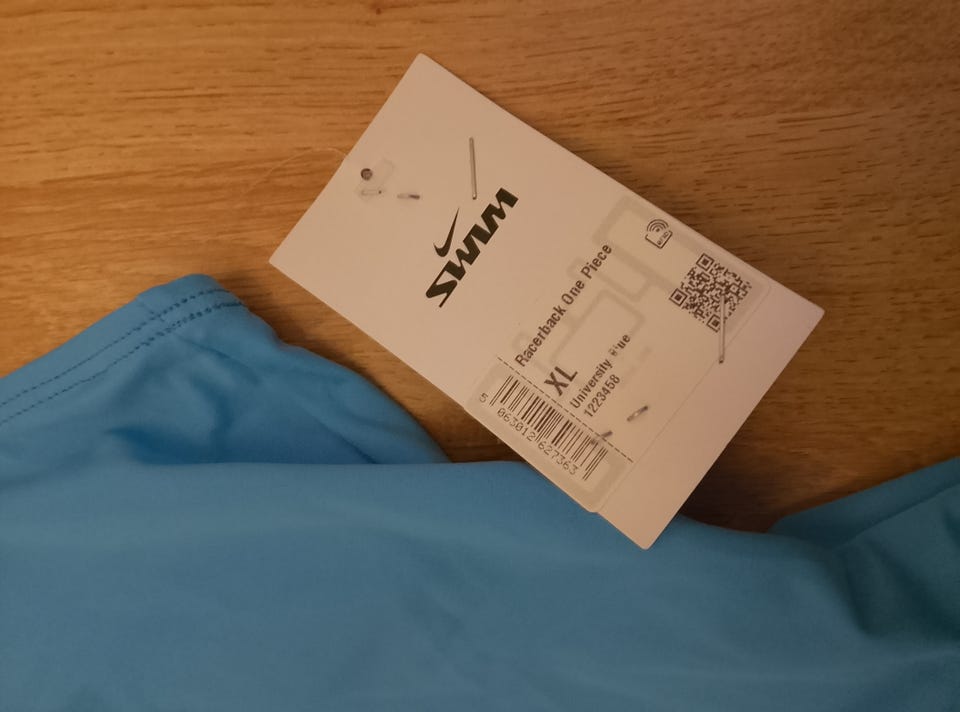 SWIM
Racerback One Piece
XL
University Blue
1223458
5 063012 627363